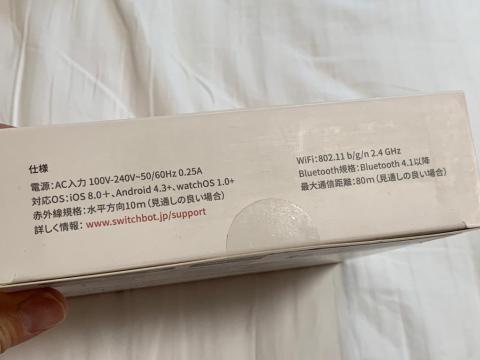 仕様
電源:AC入力 100V-240V~50/60Hz 0.25A
対応OS:iOS 8.0+、Android 4.3+、watchOS 1.0+
赤外線規格:水平方向10m(見通しの良い場合)
詳しく情報: www.switchbot.jp/support
WiFi:802.11 b/g/n 2.4 GHz
Bluetooth規格:Bluetooth 4.1以降
最大通信距離:80m(見通しの良い場合)